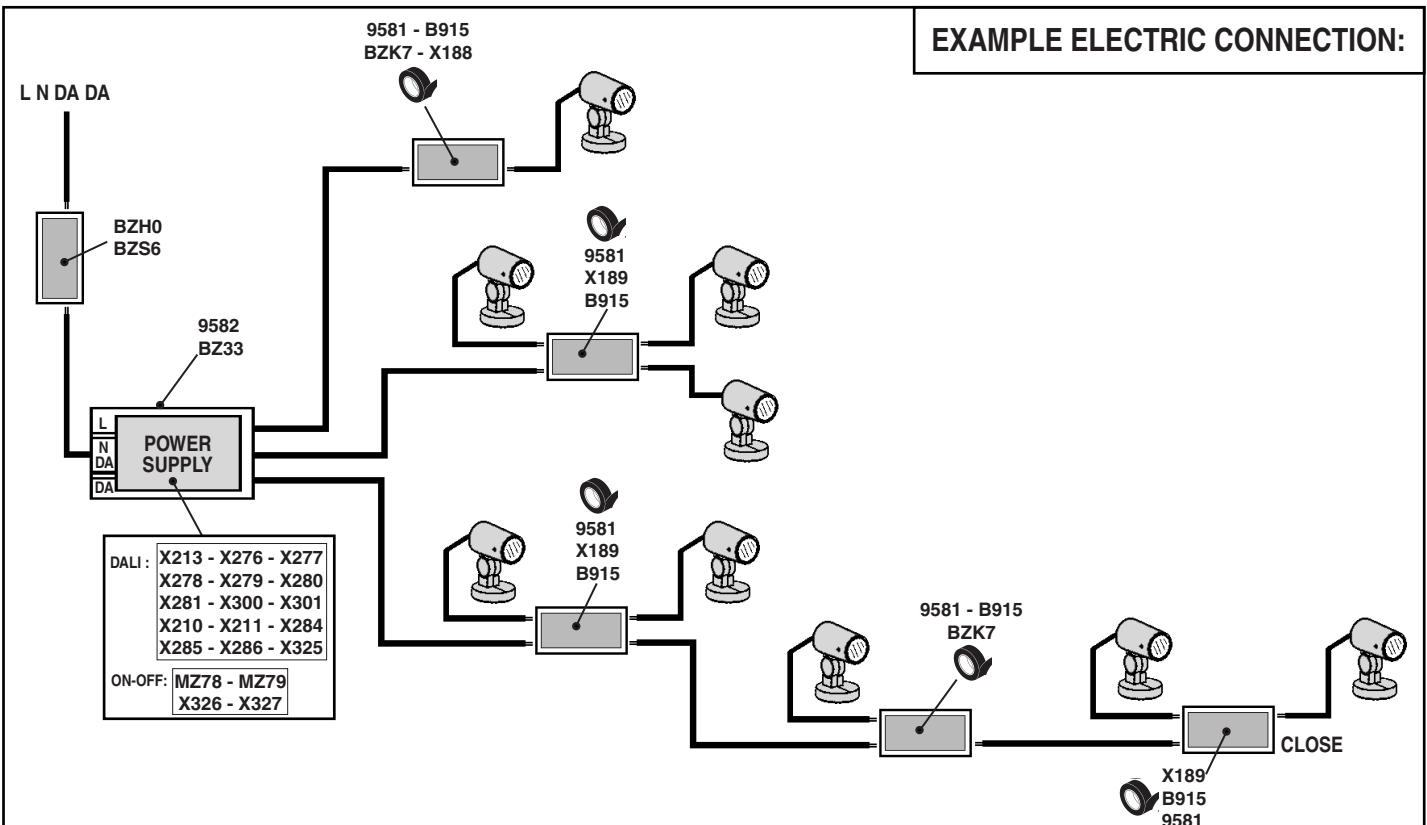 EXAMPLE ELECTRIC CONNECTION:
9581 - B915
BZK7 - X188
L N DA DA
BZH0
BZS6
9581
X189
B915
9582
BZ33
L
N
DA
DA
POWER
SUPPLY
9581
X189
B915
DALI : X213 - X276 - X277
X278 - X279 - X280
X281 - X300 - X301
X210 - X211 - X284
X285 - X286 - X325
ON-OFF: MZ78 - MZ79
X326 - X327
9581 - B915
BZK7
CLOSE
X189
B915
9581